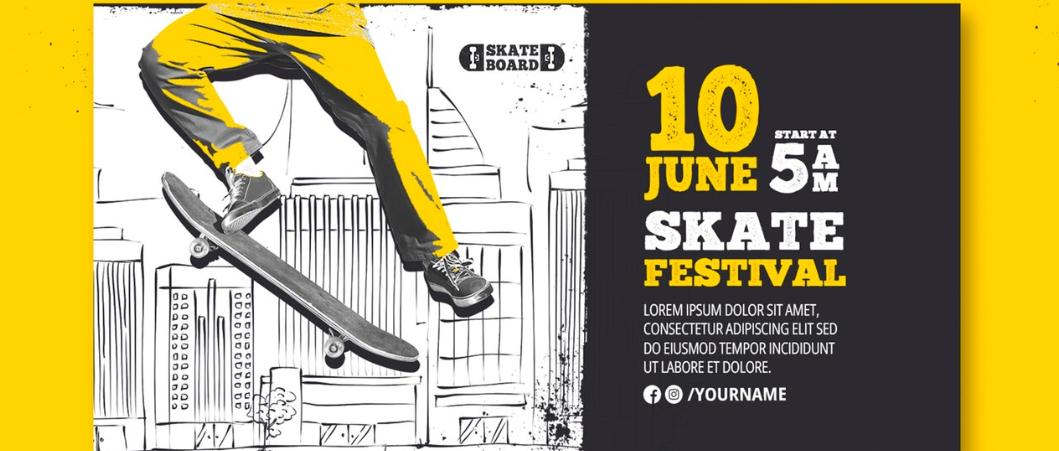 SKATE
BOARD
10
JUNE
START AT
5 AM
SKATE
FESTIVAL
LOREM IPSUM DOLOR SIT AMET,
CONSECTETUR ADIPISCING ELIT SED
DO EIUSMOD TEMPOR INCIDIDUNT
UT LABORE ET DOLORE.
/YOURNAME